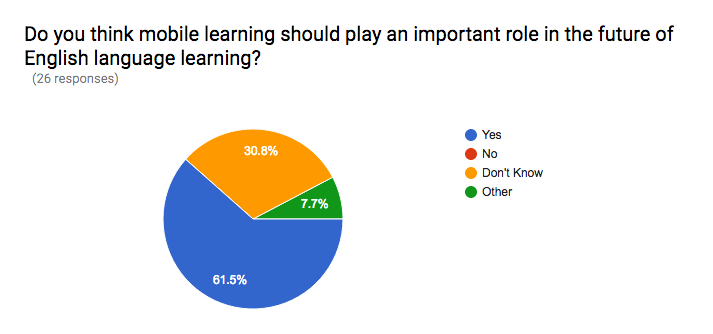 Do you think mobile learning should play an important role in the future of
English language learning?
(26 responses)
30.8%
7.7%
61.5%
Yes
No
Don't Know
Other